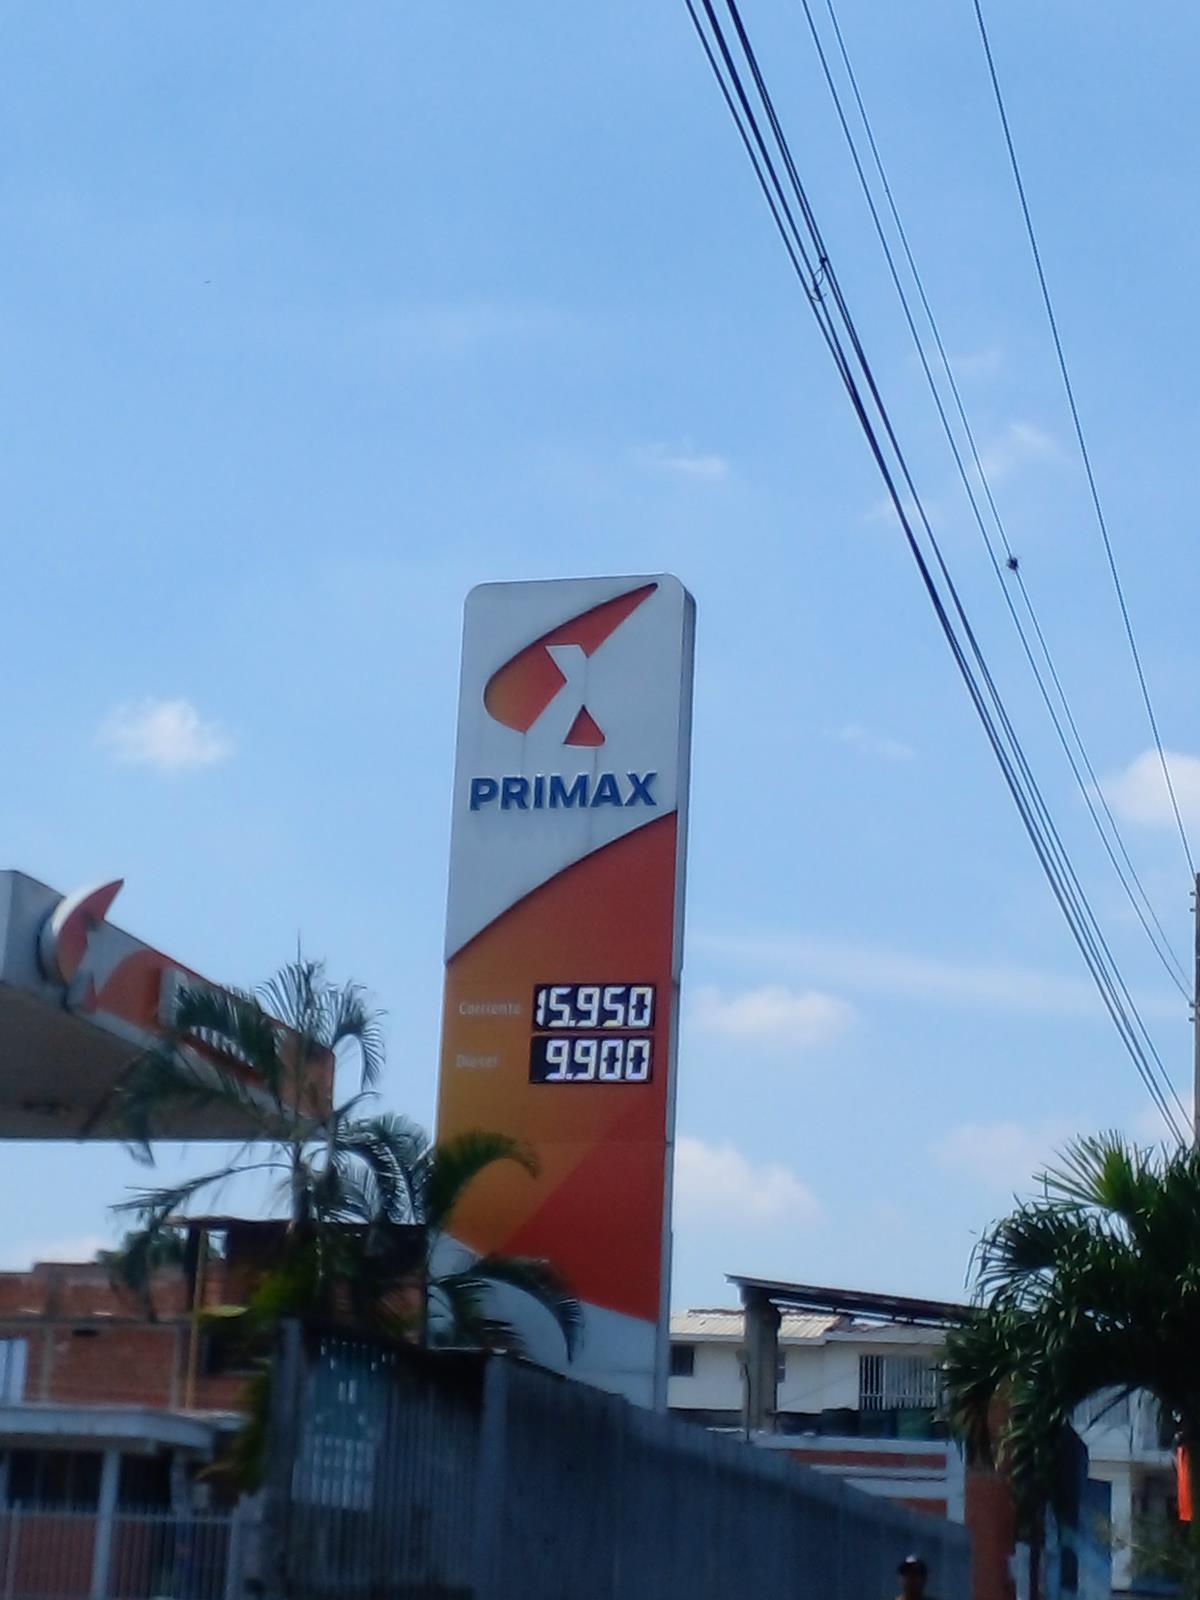 PRIMAX
Corriente 15.950
Diesel 9.900